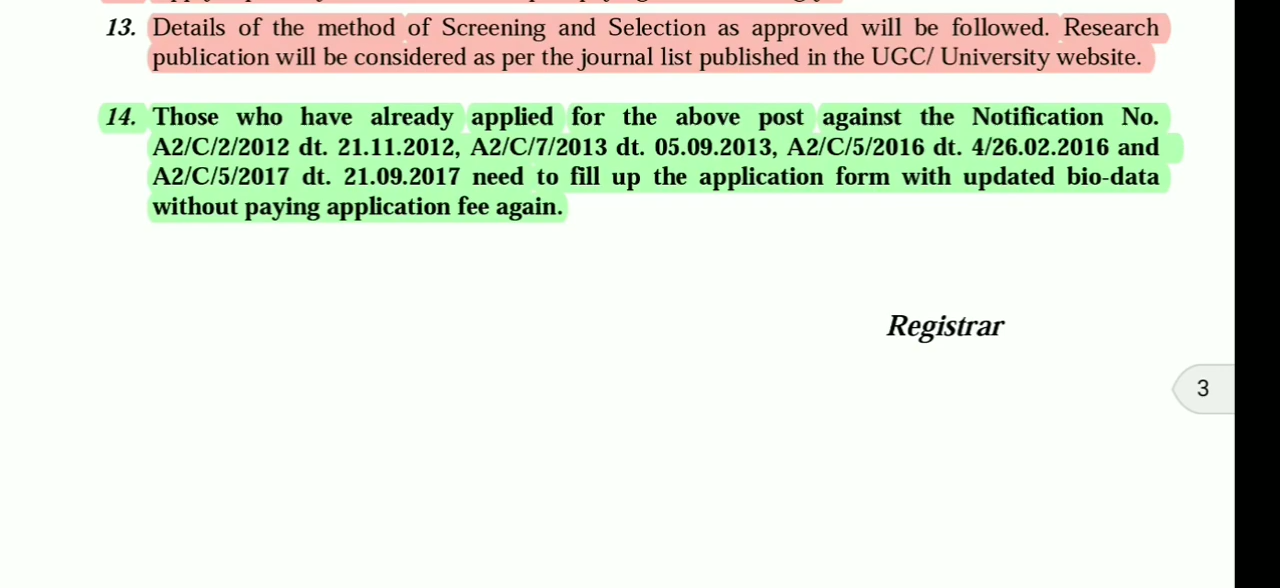 13. Details of the method of Screening and Selection as approved will be followed. Research
publication will be considered as per the journal list published in the UGC/ University website.
14. Those who have already applied for the above post against the Notification No.
A2/C/2/2012 dt. 21.11.2012, A2/C/7/2013 dt. 05.09.2013, A2/C/5/2016 dt. 4/26.02.2016 and
A2/C/5/2017 dt. 21.09.2017 need to fill up the application form with updated bio-data
without paying application fee again.
Registrar
3